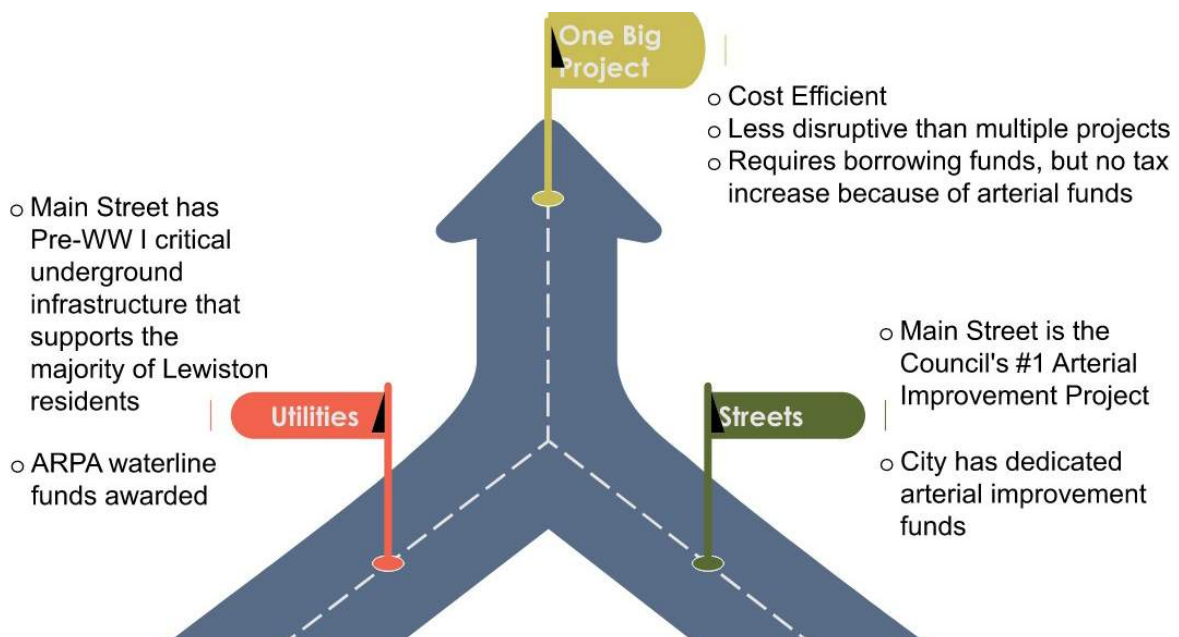 One Big
Project
o Cost Efficient
o Less disruptive than multiple projects
o Requires borrowing funds, but no tax
increase because of arterial funds
o Main Street has
Pre-WW I critical
underground
infrastructure that
supports the
majority of Lewiston
residents
o ARPA waterline
funds awarded
Utilities
Streets
o Main Street is the
Council's #1 Arterial
Improvement Project
o City has dedicated
arterial improvement
funds